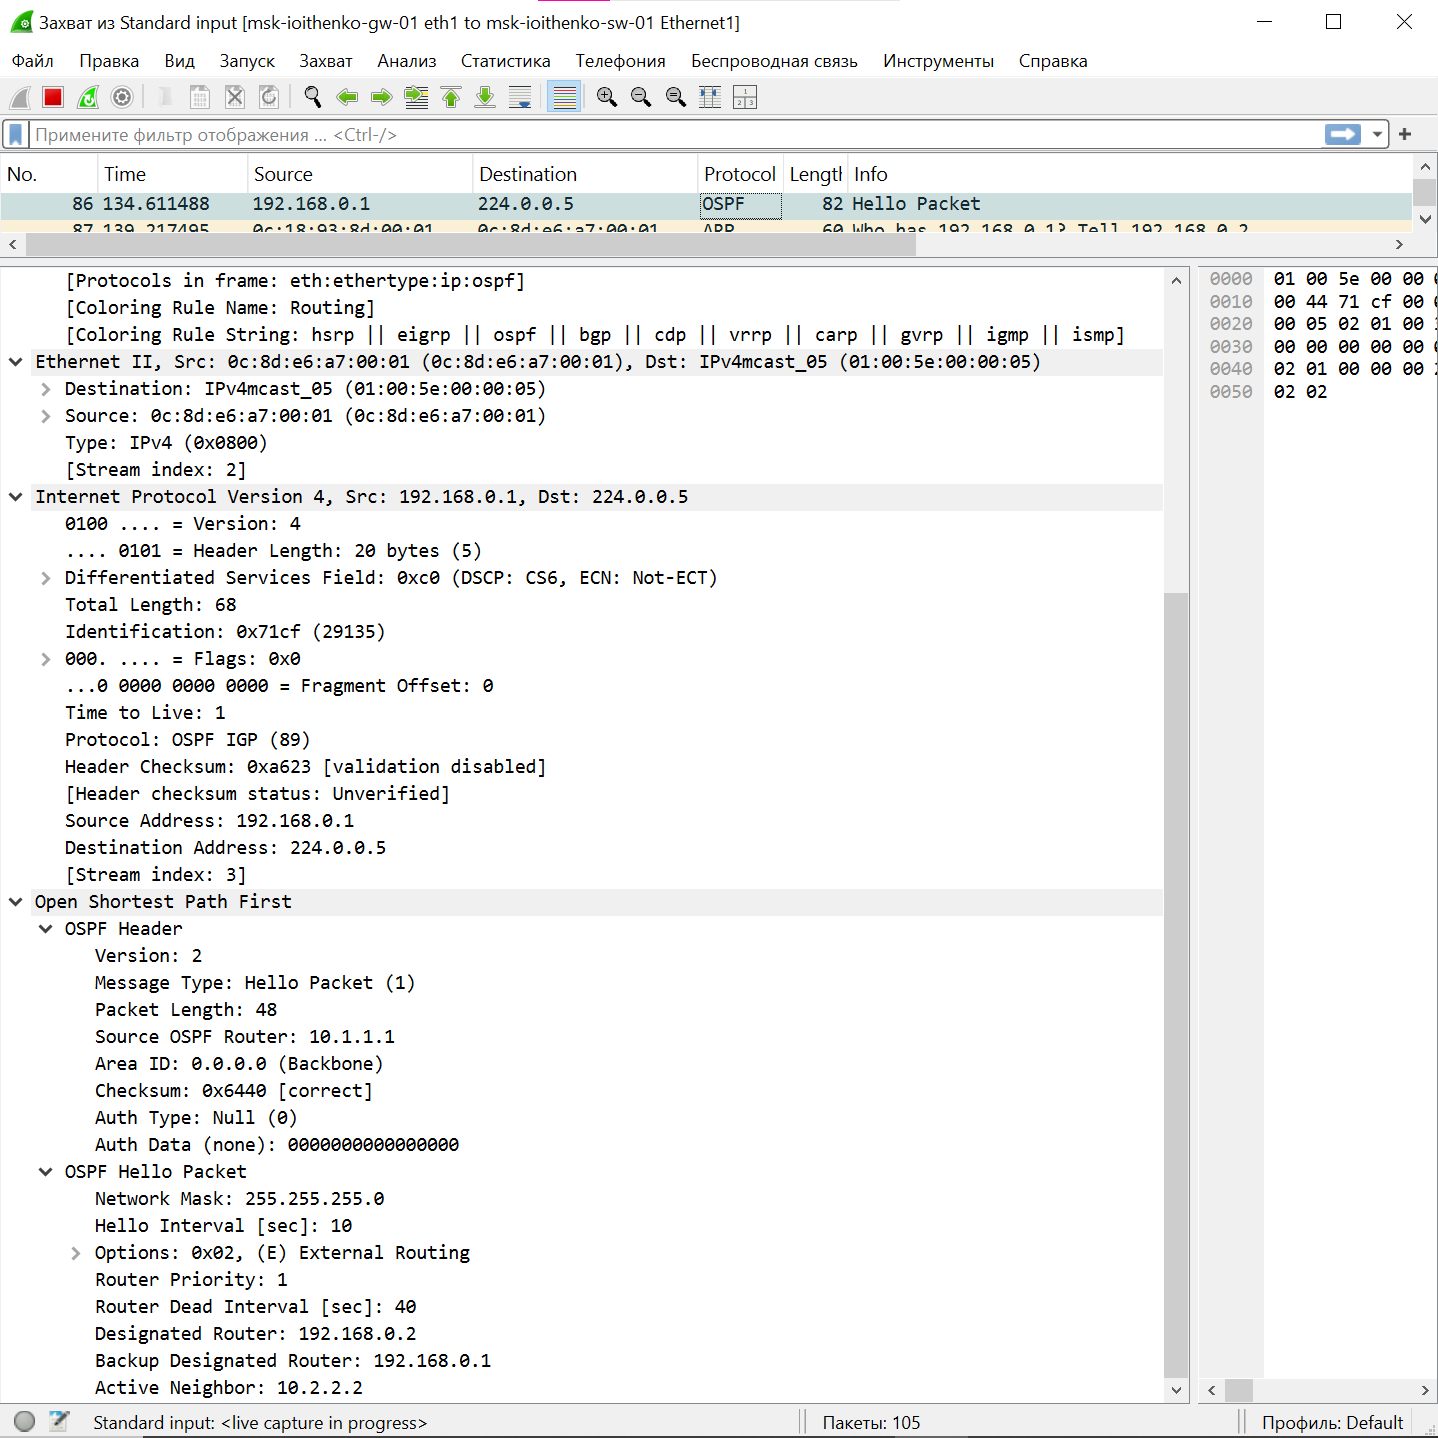 Захват из Standard input [msk-ioithenko-gw-01 eth1 to msk-ioithenko-sw-01 Ethernet1]
Файл Правка Вид Запуск Захват Анализ Статистика Телефония Беспроводная связь Инструменты Справка
Примените фильтр отображения ... <Ctrl-/>
No. Time Source Destination Protocol Lengtl Info
86 134.611488 192.168.0.1 224.0.0.5 OSPF 82 Hello Packet
87 139.217495 0c:18:93:8d:00:01 0c:8d:e6:a7:00:01 ARP 60 Who has 192.168.0.1? Tell 192.168.0.2
[Protocols in frame: eth:ethertype:ip:ospf]
[Coloring Rule Name: Routing]
[Coloring Rule String: hsrp || eigrp || ospf || bgp || cdp || vrrp || carp || gvrp || igmp || ismp]
Ethernet II, Src: 0c:8d:e6:a7:00:01 (0c:8d:e6:a7:00:01), Dst: IPv4mcast_05 (01:00:5e:00:00:05)
Destination: IPv4mcast_05 (01:00:5e:00:00:05)
Source: 0c:8d:e6:a7:00:01 (0c:8d:e6:a7:00:01)
Type: IPv4 (0x0800)
[Stream index: 2]
Internet Protocol Version 4, Src: 192.168.0.1, Dst: 224.0.0.5
0100 .... = Version: 4
.... 0101 = Header Length: 20 bytes (5)
Differentiated Services Field: 0xc0 (DSCP: CS6, ECN: Not-ECT)
Total Length: 68
Identification: 0x71cf (29135)
000. .... = Flags: 0x0
...0 0000 0000 0000 = Fragment Offset: 0
Time to Live: 1
Protocol: OSPF IGP (89)
Header Checksum: 0xa623 [validation disabled]
[Header checksum status: Unverified]
Source Address: 192.168.0.1
Destination Address: 224.0.0.5
[Stream index: 3]
Open Shortest Path First
OSPF Header
Version: 2
Message Type: Hello Packet (1)
Packet Length: 48
Source OSPF Router: 10.1.1.1
Area ID: 0.0.0.0 (Backbone)
Checksum: 0x6440 [correct]
Auth Type: Null (0)
Auth Data (none): 0000000000000000
OSPF Hello Packet
Network Mask: 255.255.255.0
Hello Interval [sec]: 10
Options: 0x02, (E) External Routing
Router Priority: 1
Router Dead Interval [sec]: 40
Designated Router: 192.168.0.2
Backup Designated Router: 192.168.0.1
Active Neighbor: 10.2.2.2
0000 01 00 5e 00 00
0010 00 44 71 cf 00
0020 00 05 02 01 00
0030 00 00 00 00 00
0040 02 01 00 00 00
0050 02 02
Standard input: <live capture in progress> Пакеты: 105 Профиль: Default